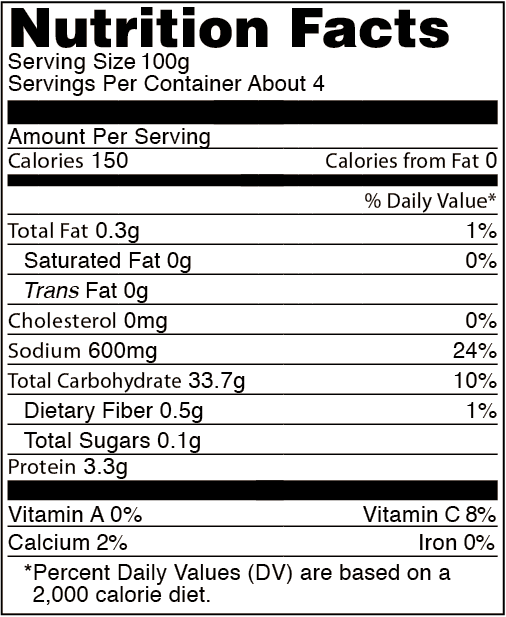 Nutrition Facts
Serving Size 100g
Servings Per Container About 4
Amount Per Serving
Calories 150 Calories from Fat 0
% Daily Value*
Total Fat 0.3g 1%
Saturated Fat 0g 0%
Trans Fat 0g
Cholesterol 0mg 0%
Sodium 600mg 24%
Total Carbohydrate 33.7g 10%
Dietary Fiber 0.5g 1%
Total Sugars 0.1g
Protein 3.3g
Vitamin A 0% Vitamin C 8%
Calcium 2% Iron 0%
*Percent Daily Values (DV) are based on a
2,000 calorie diet.